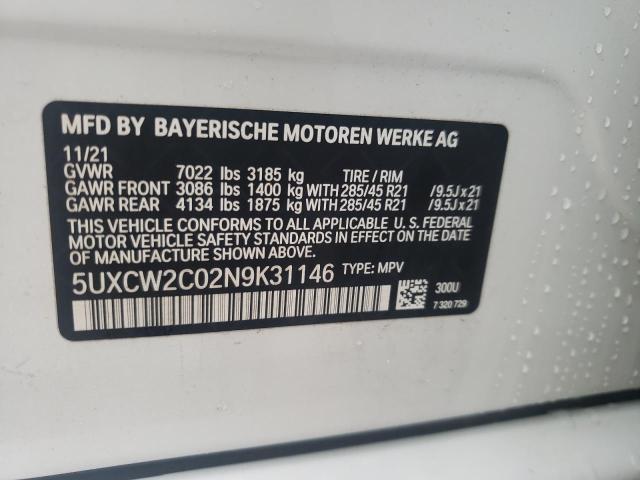 MFD BY BAYERISCHE MOTOREN WERKE AG
11/21
GVWR 7022 lbs 3185 kg TIRE / RIM
GAWR FRONT 3086 lbs 1400 kg WITH 285/45 R21 /9.5J x 21
GAWR REAR 4134 lbs 1875 kg WITH 285/45 R21 /9.5J x 21
THIS VEHICLE CONFORMS TO ALL APPLICABLE U. S. FEDERAL
MOTOR VEHICLE SAFETY STANDARDS IN EFFECT ON THE DATE
OF MANUFACTURE SHOWN ABOVE.
5UXCW2C02N9K31146 TYPE: MPV
300U
7 320 729